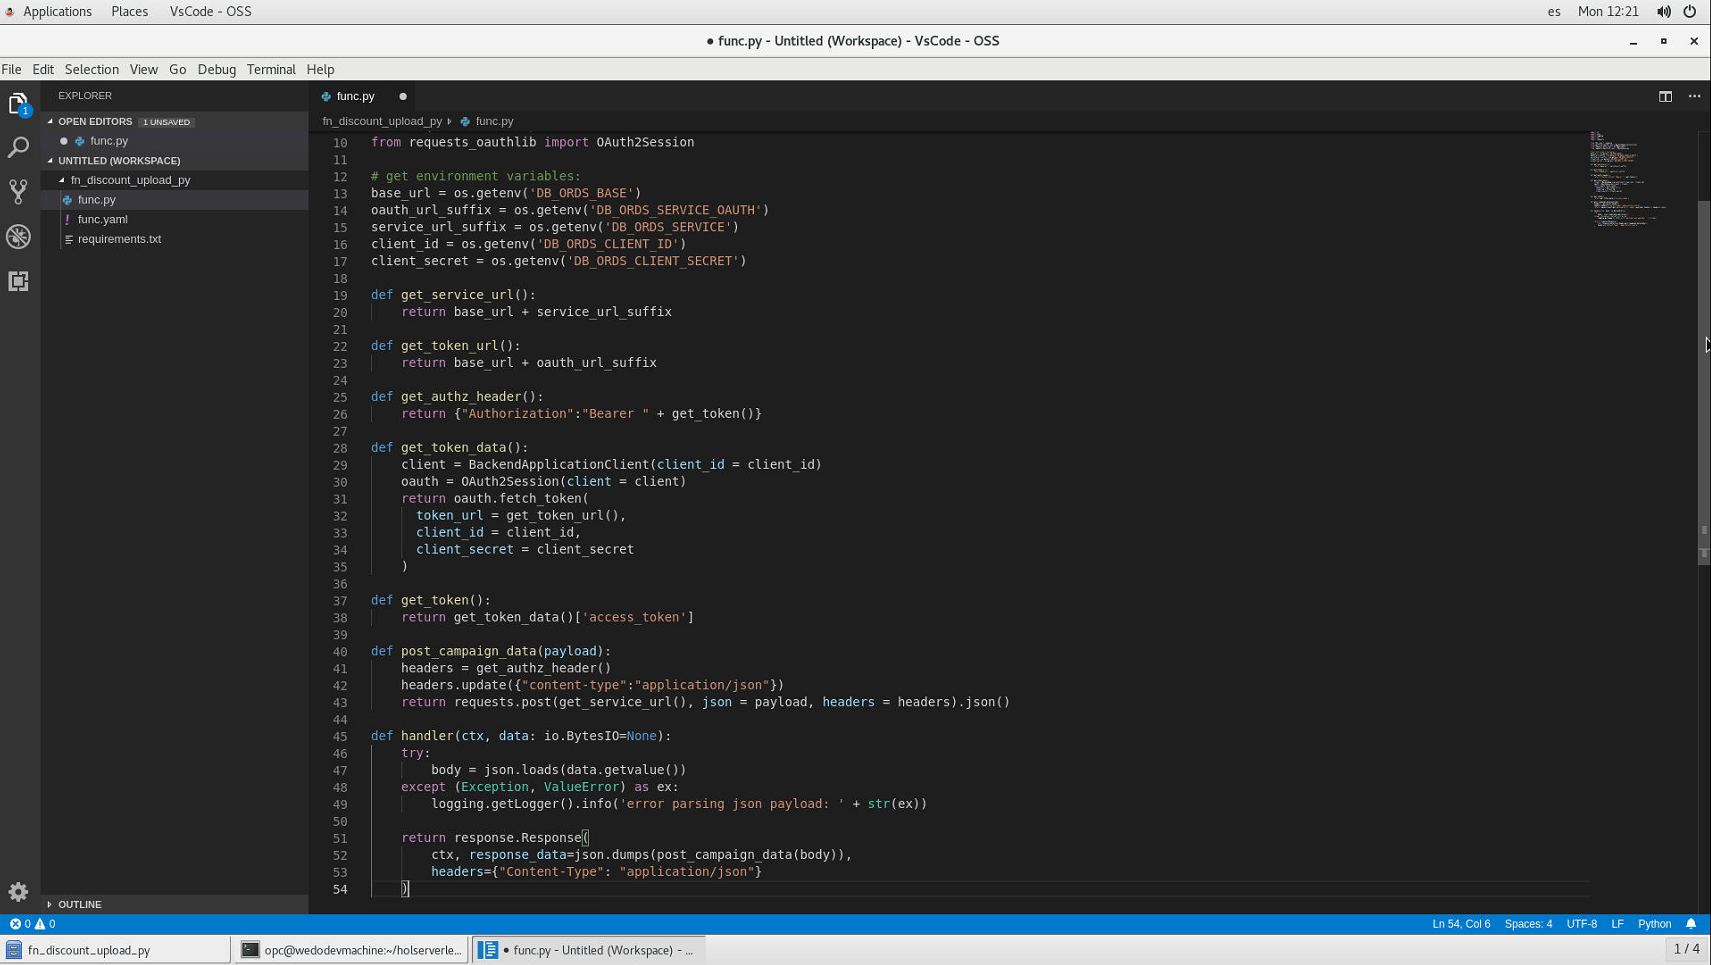 Applications Places VsCode - OSS es Mon 12:21
● func.py - Untitled (Workspace) - VsCode - OSS
File Edit Selection View Go Debug Terminal Help
1
EXPLORER
OPEN EDITORS 1 UNSAVED
func.py
UNTITLED (WORKSPACE)
fn_discount_upload_py
func.py
! func.yaml
requirements.txt
OUTLINE
func.py
fn_discount_upload_py func.py
10 from requests_oauthlib import OAuth2Session
11
12 # get environment variables:
13 base_url = os.getenv('DB_ORDS_BASE')
14 oauth_url_suffix = os.getenv('DB_ORDS_SERVICE_OAUTH')
15 service_url_suffix = os.getenv('DB_ORDS_SERVICE')
16 client_id = os.getenv('DB_ORDS_CLIENT_ID')
17 client_secret = os.getenv('DB_ORDS_CLIENT_SECRET')
18
19 def get_service_url():
20     return base_url + service_url_suffix
21
22 def get_token_url():
23     return base_url + oauth_url_suffix
24
25 def get_authz_header():
26     return {"Authorization":"Bearer " + get_token()}
27
28 def get_token_data():
29     client = BackendApplicationClient(client_id = client_id)
30     oauth = OAuth2Session(client = client)
31     return oauth.fetch_token(
32       token_url = get_token_url(),
33       client_id = client_id,
34       client_secret = client_secret
35     )
36
37 def get_token():
38     return get_token_data()['access_token']
39
40 def post_campaign_data(payload):
41     headers = get_authz_header()
42     headers.update({"content-type":"application/json"})
43     return requests.post(get_service_url(), json = payload, headers = headers).json()
44
45 def handler(ctx, data: io.BytesIO=None):
46     try:
47         body = json.loads(data.getvalue())
48     except (Exception, ValueError) as ex:
49         logging.getLogger().info('error parsing json payload: ' + str(ex))
50
51     return response.Response(
52         ctx, response_data=json.dumps(post_campaign_data(body)),
53         headers={"Content-Type": "application/json"}
54     )
0 0 Ln 54, Col 6 Spaces: 4 UTF-8 LF Python
fn_discount_upload_py opc@wedodevmachine:~/holserverle... ● func.py - Untitled (Workspace) - ... 1 / 4